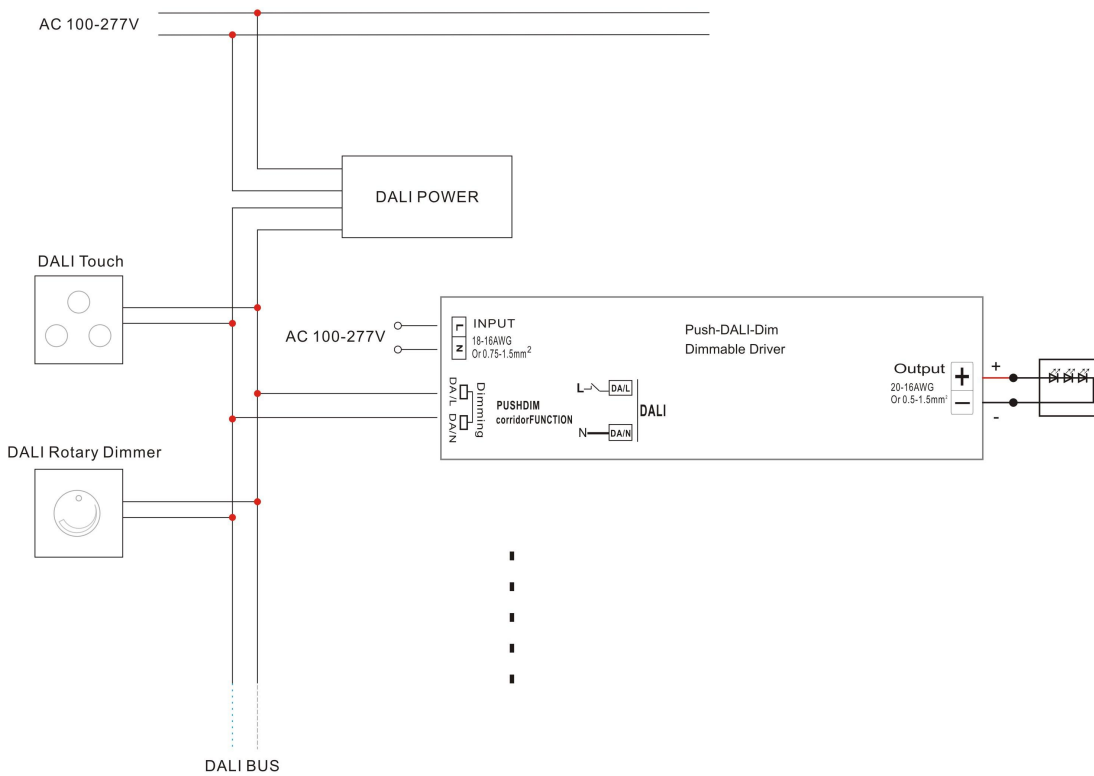 AC 100-277V
DALI POWER
DALI Touch
AC 100-277V
L
N
INPUT
18-16AWG
Or 0.75-1.5mm²
Push-DALI-Dim
Dimmable Driver
DA/L DA/N
Dimming
PUSHDIM
corridorFUNCTION
L DA/L
DALI
N DA/N
Output
20-16AWG
Or 0.5-1.5mm²
+
−
+
-
DALI Rotary Dimmer
DALI BUS